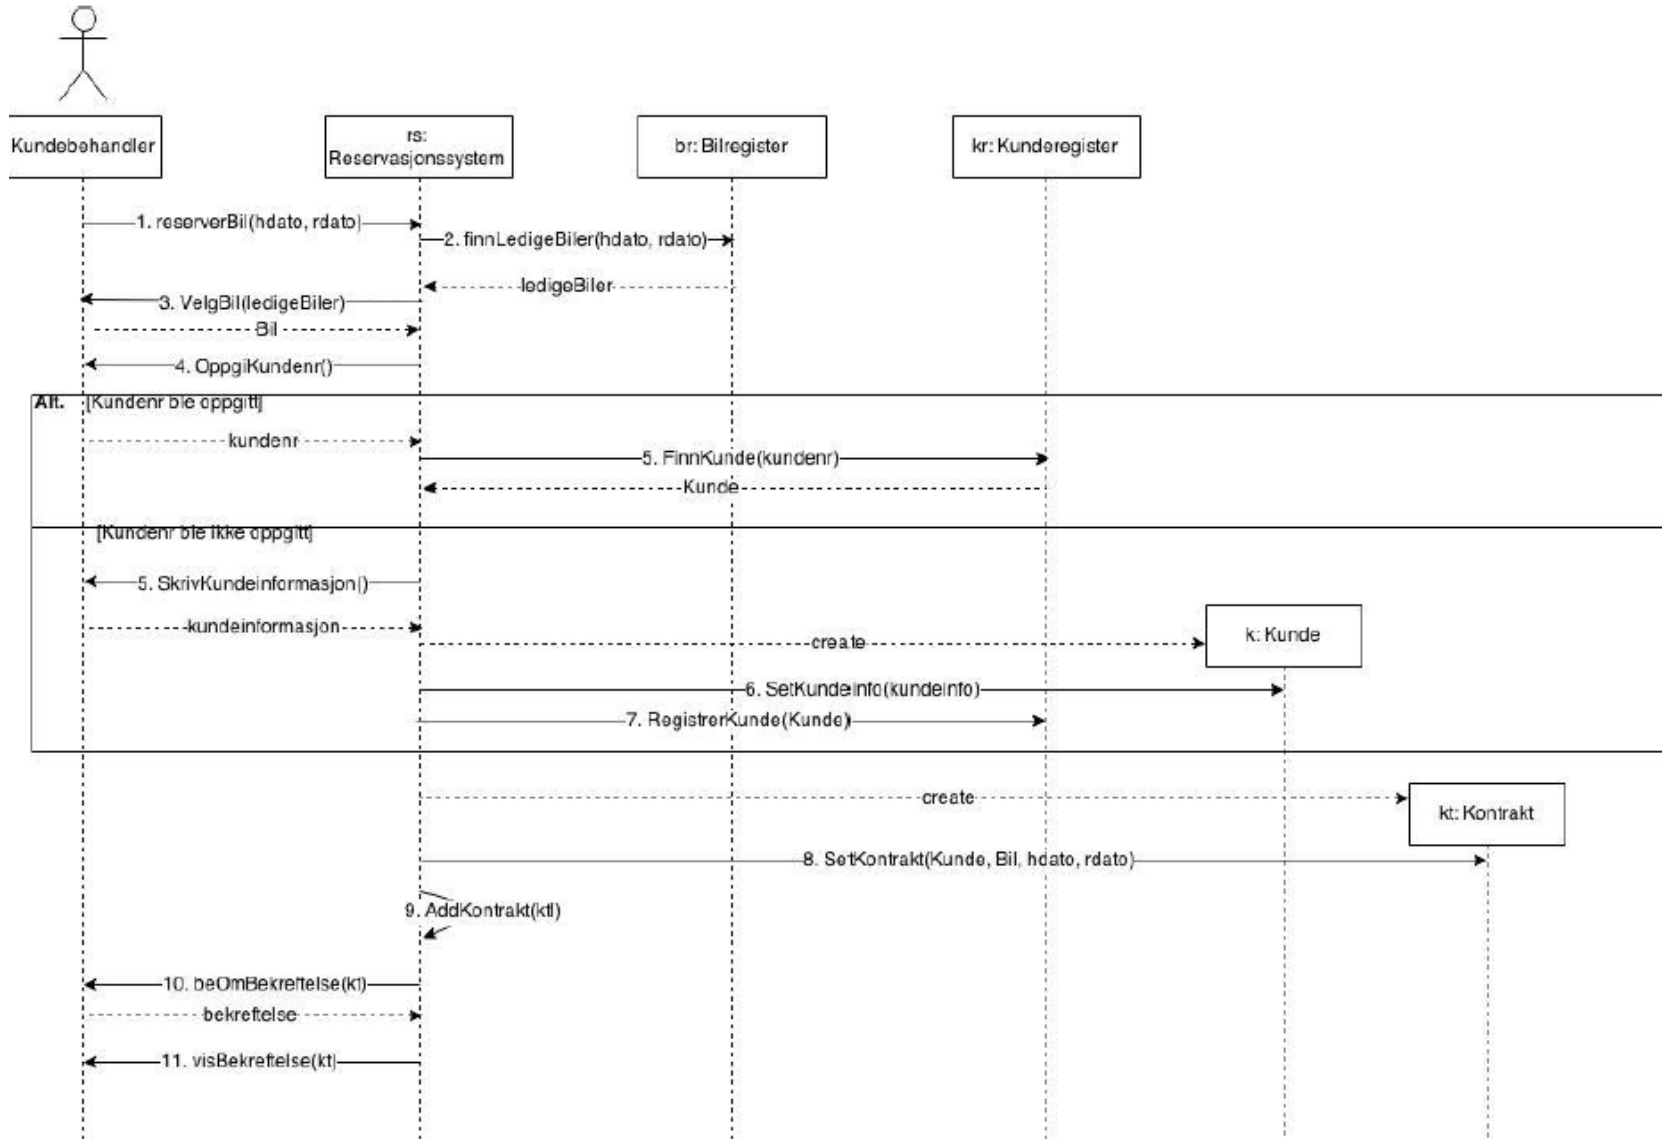 Kundebehandler
rs:
Reservasjonssystem
br: Bilregister
kr: Kunderegister
1. reserverBil(hdato, rdato)
2. finnLedigeBiler(hdato, rdato)
ledigeBiler
3. VelgBil(ledigeBiler)
Bil
4. OppgiKundenr()
Alt. [Kundenr ble oppgitt]
kundenr
5. FinnKunde(kundenr)
Kunde
[Kundenr ble ikke oppgitt]
5. SkrivKundeinformasjon()
kundeinformasjon
create
k: Kunde
6. SetKundeInfo(kundeinfo)
7. RegistrerKunde(Kunde)
create
kt: Kontrakt
8. SetKontrakt(Kunde, Bil, hdato, rdato)
9. AddKontrakt(kt)
10. beOmBekreftelse(kt)
bekreftelse
11. visBekreftelse(kt)